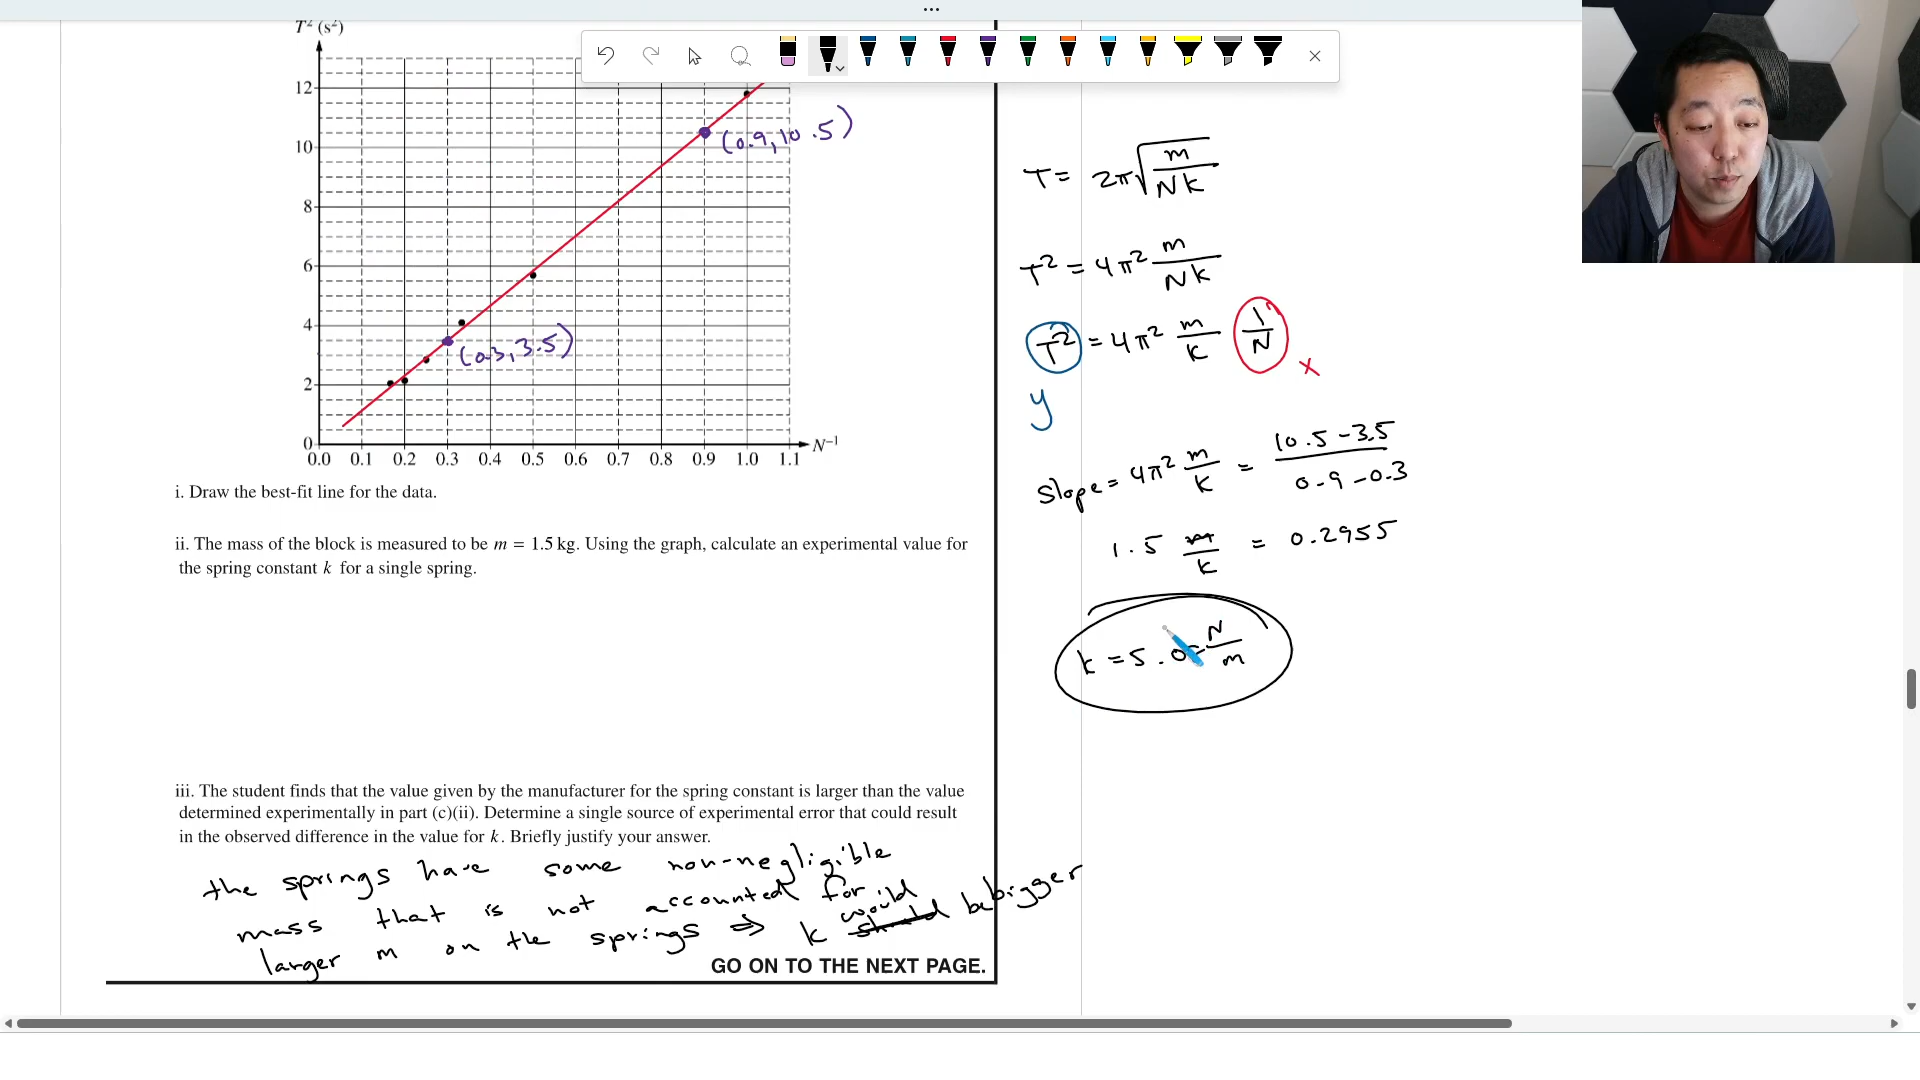 T² (s²)
12
10
8
6
4
2
0
0.0 0.1 0.2 0.3 0.4 0.5 0.6 0.7 0.8 0.9 1.0 1.1
N⁻¹
(0.9,10.5)
(0.3,3.5)
i. Draw the best-fit line for the data.
ii. The mass of the block is measured to be m = 1.5 kg. Using the graph, calculate an experimental value for
the spring constant k for a single spring.
iii. The student finds that the value given by the manufacturer for the spring constant is larger than the value
determined experimentally in part (c)(ii). Determine a single source of experimental error that could result
in the observed difference in the value for k. Briefly justify your answer.
the springs have some non-negligible
mass that is not accounted for
larger m on the springs ⇒ k would be bigger
GO ON TO THE NEXT PAGE.
T = 2π√(m/Nk)
T² = 4π² m/Nk
T² = 4π² m/k 1/N
y
x
slope = 4π² m/k = 10.5-3.5/0.9-0.3
1.5 m/k = 0.2955
k = 5.0 N/m